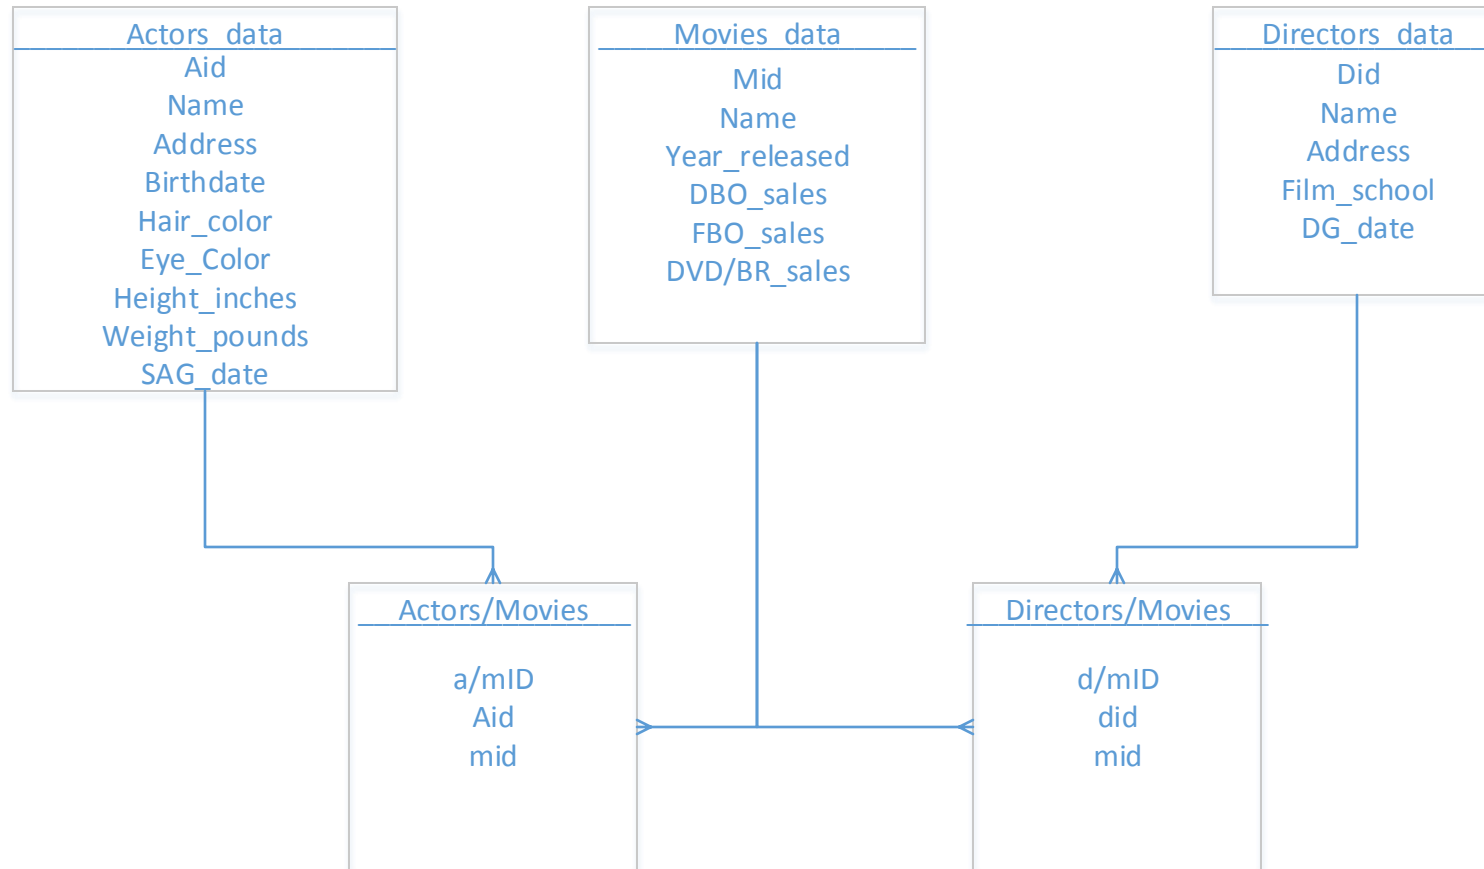 Actors_data
Aid
Name
Address
Birthdate
Hair_color
Eye_Color
Height_inches
Weight_pounds
SAG_date
Movies_data
Mid
Name
Year_released
DBO_sales
FBO_sales
DVD/BR_sales
Directors_data
Did
Name
Address
Film_school
DG_date
Actors/Movies
a/mID
Aid
mid
Directors/Movies
d/mID
did
mid